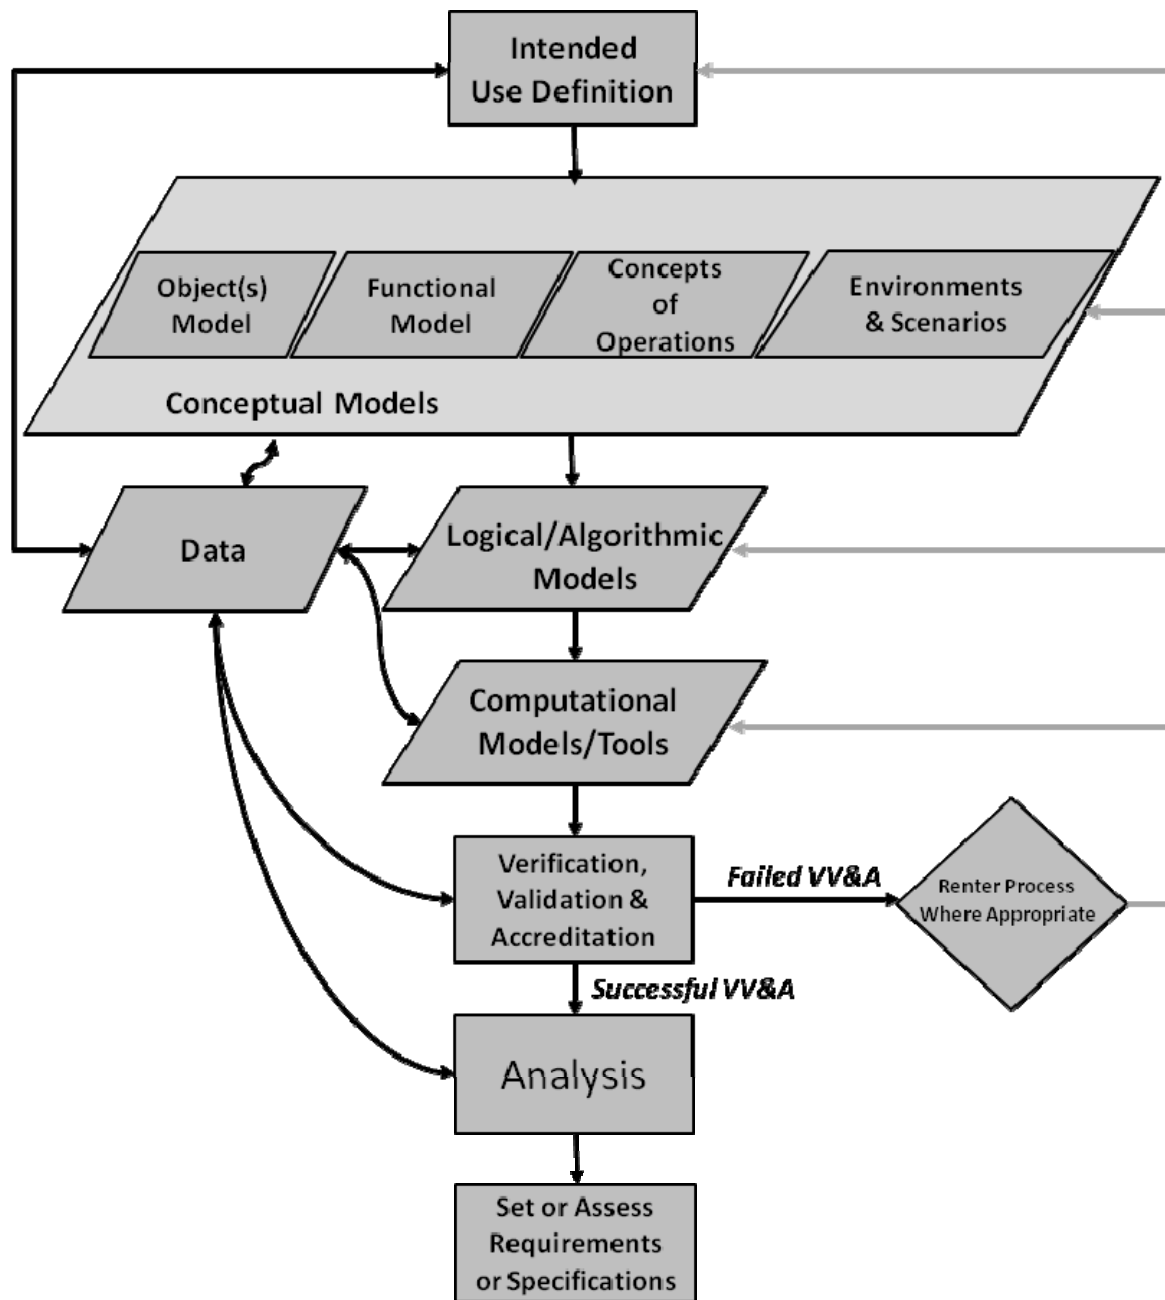 Intended
Use Definition
Object(s)
Model
Functional
Model
Concepts
of
Operations
Environments
& Scenarios
Conceptual Models
Data
Logical/Algorithmic
Models
Computational
Models/Tools
Verification,
Validation &
Accreditation
Failed VV&A
Renter Process
Where Appropriate
Successful VV&A
Analysis
Set or Assess
Requirements
or Specifications